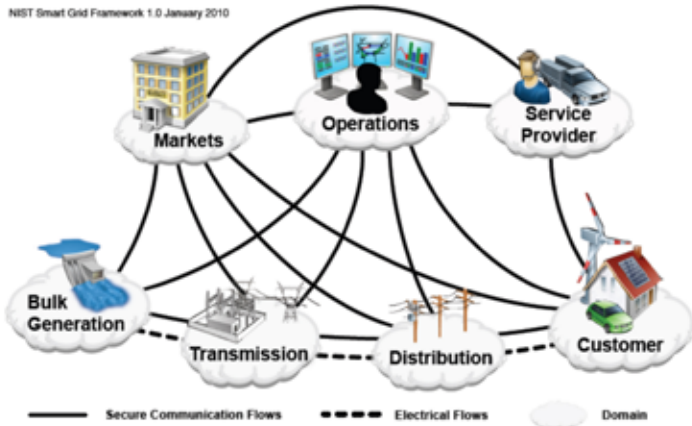 NIST Smart Grid Framework 1.0 January 2010
Markets
Operations
Service
Provider
Bulk
Generation
Transmission
Distribution
Customer
Secure Communication Flows
Electrical Flows
Domain